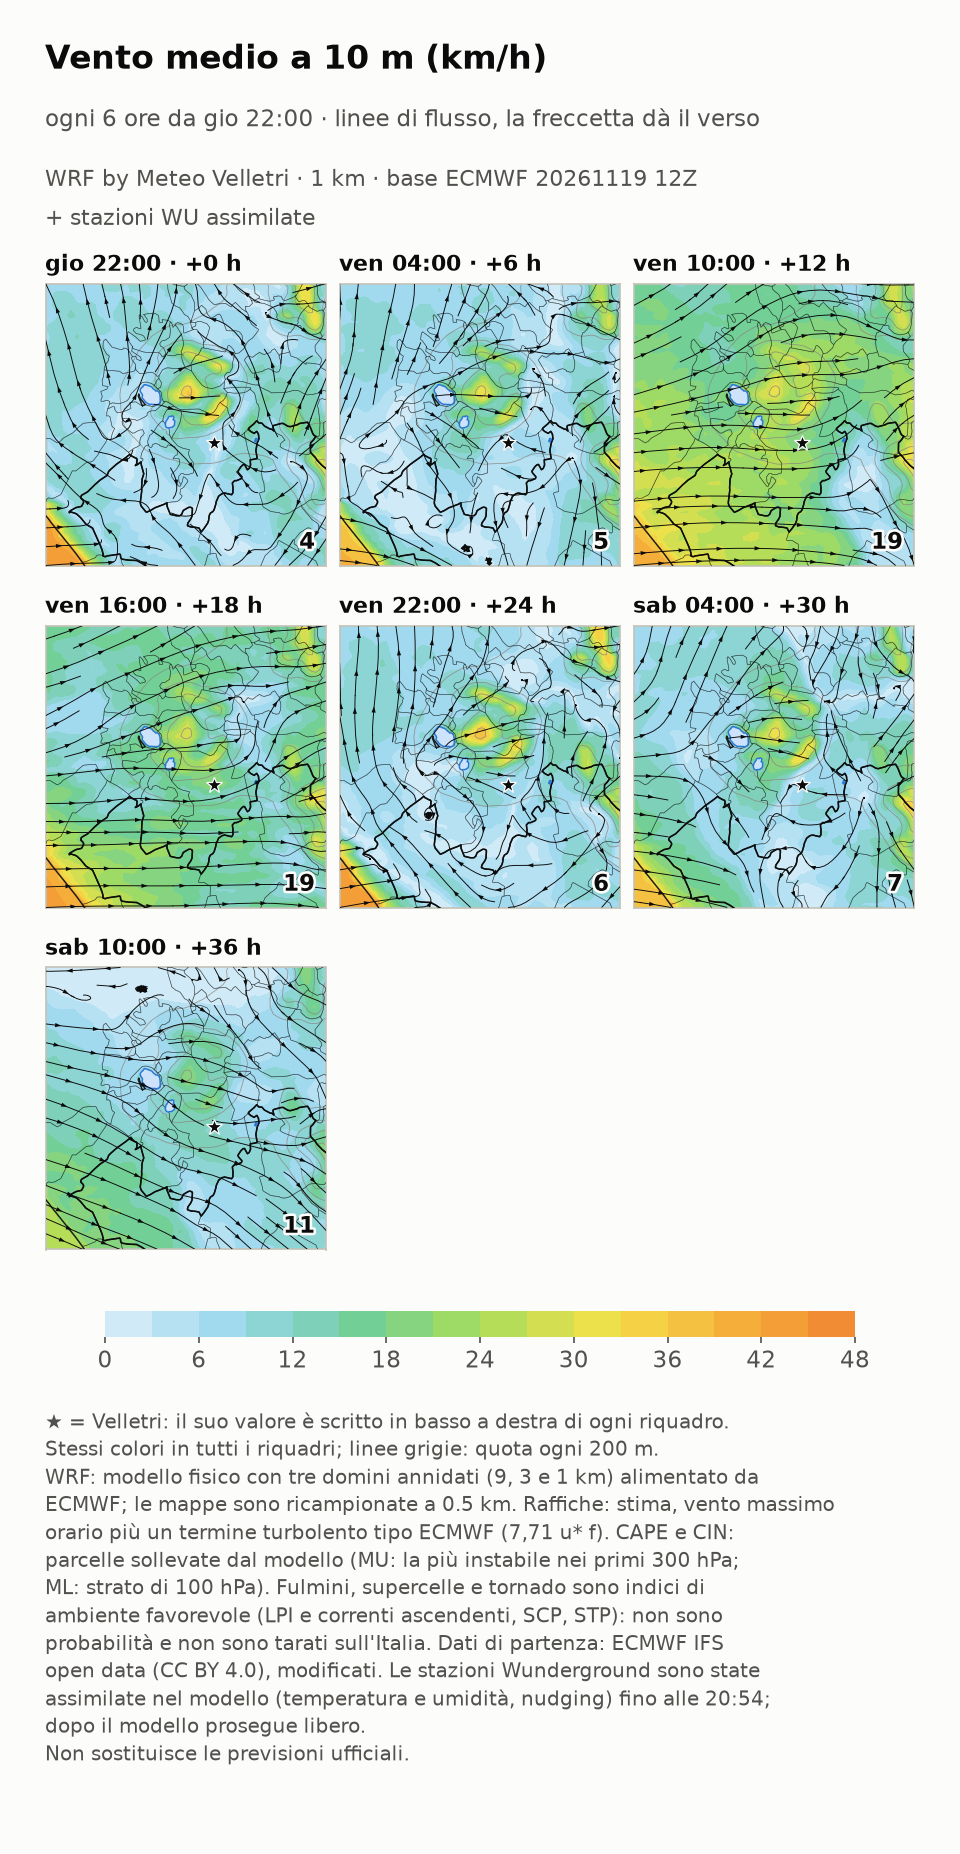 Vento medio a 10 m (km/h)
ogni 6 ore da gio 22:00 · linee di flusso, la freccetta dà il verso
WRF by Meteo Velletri · 1 km · base ECMWF 20261119 12Z
+ stazioni WU assimilate
gio 22:00 · +0 h
ven 04:00 · +6 h
ven 10:00 · +12 h
4
5
19
ven 16:00 · +18 h
ven 22:00 · +24 h
sab 04:00 · +30 h
19
6
7
sab 10:00 · +36 h
11
0 6 12 18 24 30 36 42 48
★ = Velletri: il suo valore è scritto in basso a destra di ogni riquadro.
Stessi colori in tutti i riquadri; linee grigie: quota ogni 200 m.
WRF: modello fisico con tre domini annidati (9, 3 e 1 km) alimentato da
ECMWF; le mappe sono ricampionate a 0.5 km. Raffiche: stima, vento massimo
orario più un termine turbolento tipo ECMWF (7,71 u* f). CAPE e CIN:
parcelle sollevate dal modello (MU: la più instabile nei primi 300 hPa;
ML: strato di 100 hPa). Fulmini, supercelle e tornado sono indici di
ambiente favorevole (LPI e correnti ascendenti, SCP, STP): non sono
probabilità e non sono tarati sull'Italia. Dati di partenza: ECMWF IFS
open data (CC BY 4.0), modificati. Le stazioni Wunderground sono state
assimilate nel modello (temperatura e umidità, nudging) fino alle 20:54;
dopo il modello prosegue libero.
Non sostituisce le previsioni ufficiali.